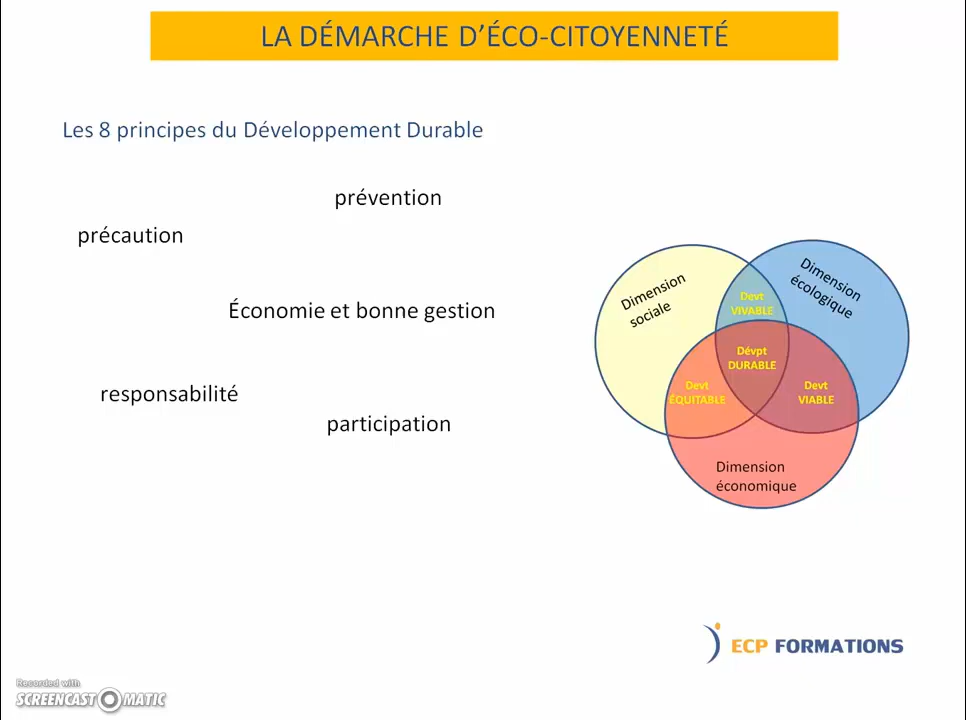 LA DÉMARCHE D'ÉCO-CITOYENNETÉ
Les 8 principes du Développement Durable
prévention
précaution
Économie et bonne gestion
responsabilité
participation
Dimension
sociale
Dimension
écologique
Devt
VIVABLE
Dévpt
DURABLE
Devt
ÉQUITABLE
Devt
VIABLE
Dimension
économique
ECP FORMATIONS
Recorded with
SCREENCAST MATIC